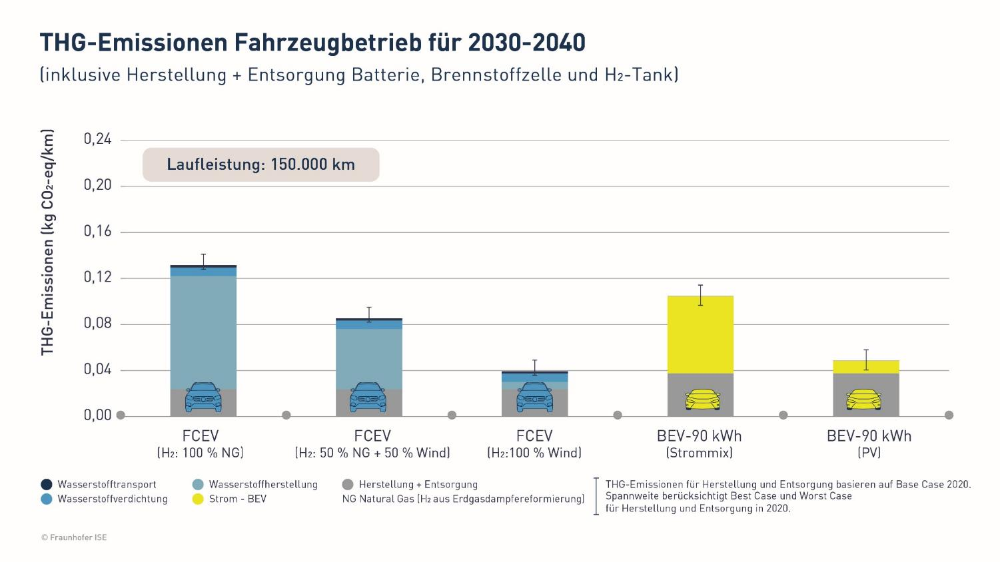 THG-Emissionen Fahrzeugbetrieb für 2030-2040
(inklusive Herstellung + Entsorgung Batterie, Brennstoffzelle und H₂-Tank)
THG-Emissionen (kg CO₂-eq/km)
0,24
Laufleistung: 150.000 km
0,20
0,16
0,12
0,08
0,04
0,00
FCEV
(H₂: 100 % NG)
FCEV
(H₂: 50 % NG + 50 % Wind)
FCEV
(H₂:100 % Wind)
BEV-90 kWh
(Strommix)
BEV-90 kWh
(PV)
Wasserstofftransport
Wasserstoffverdichtung
Wasserstoffherstellung
Strom - BEV
Herstellung + Entsorgung
NG Natural Gas (H₂ aus Erdgasdampfereformierung)
THG-Emissionen für Herstellung und Entsorgung basieren auf Base Case 2020.
Spannweite berücksichtigt Best Case und Worst Case
für Herstellung und Entsorgung in 2020.
© Fraunhofer ISE